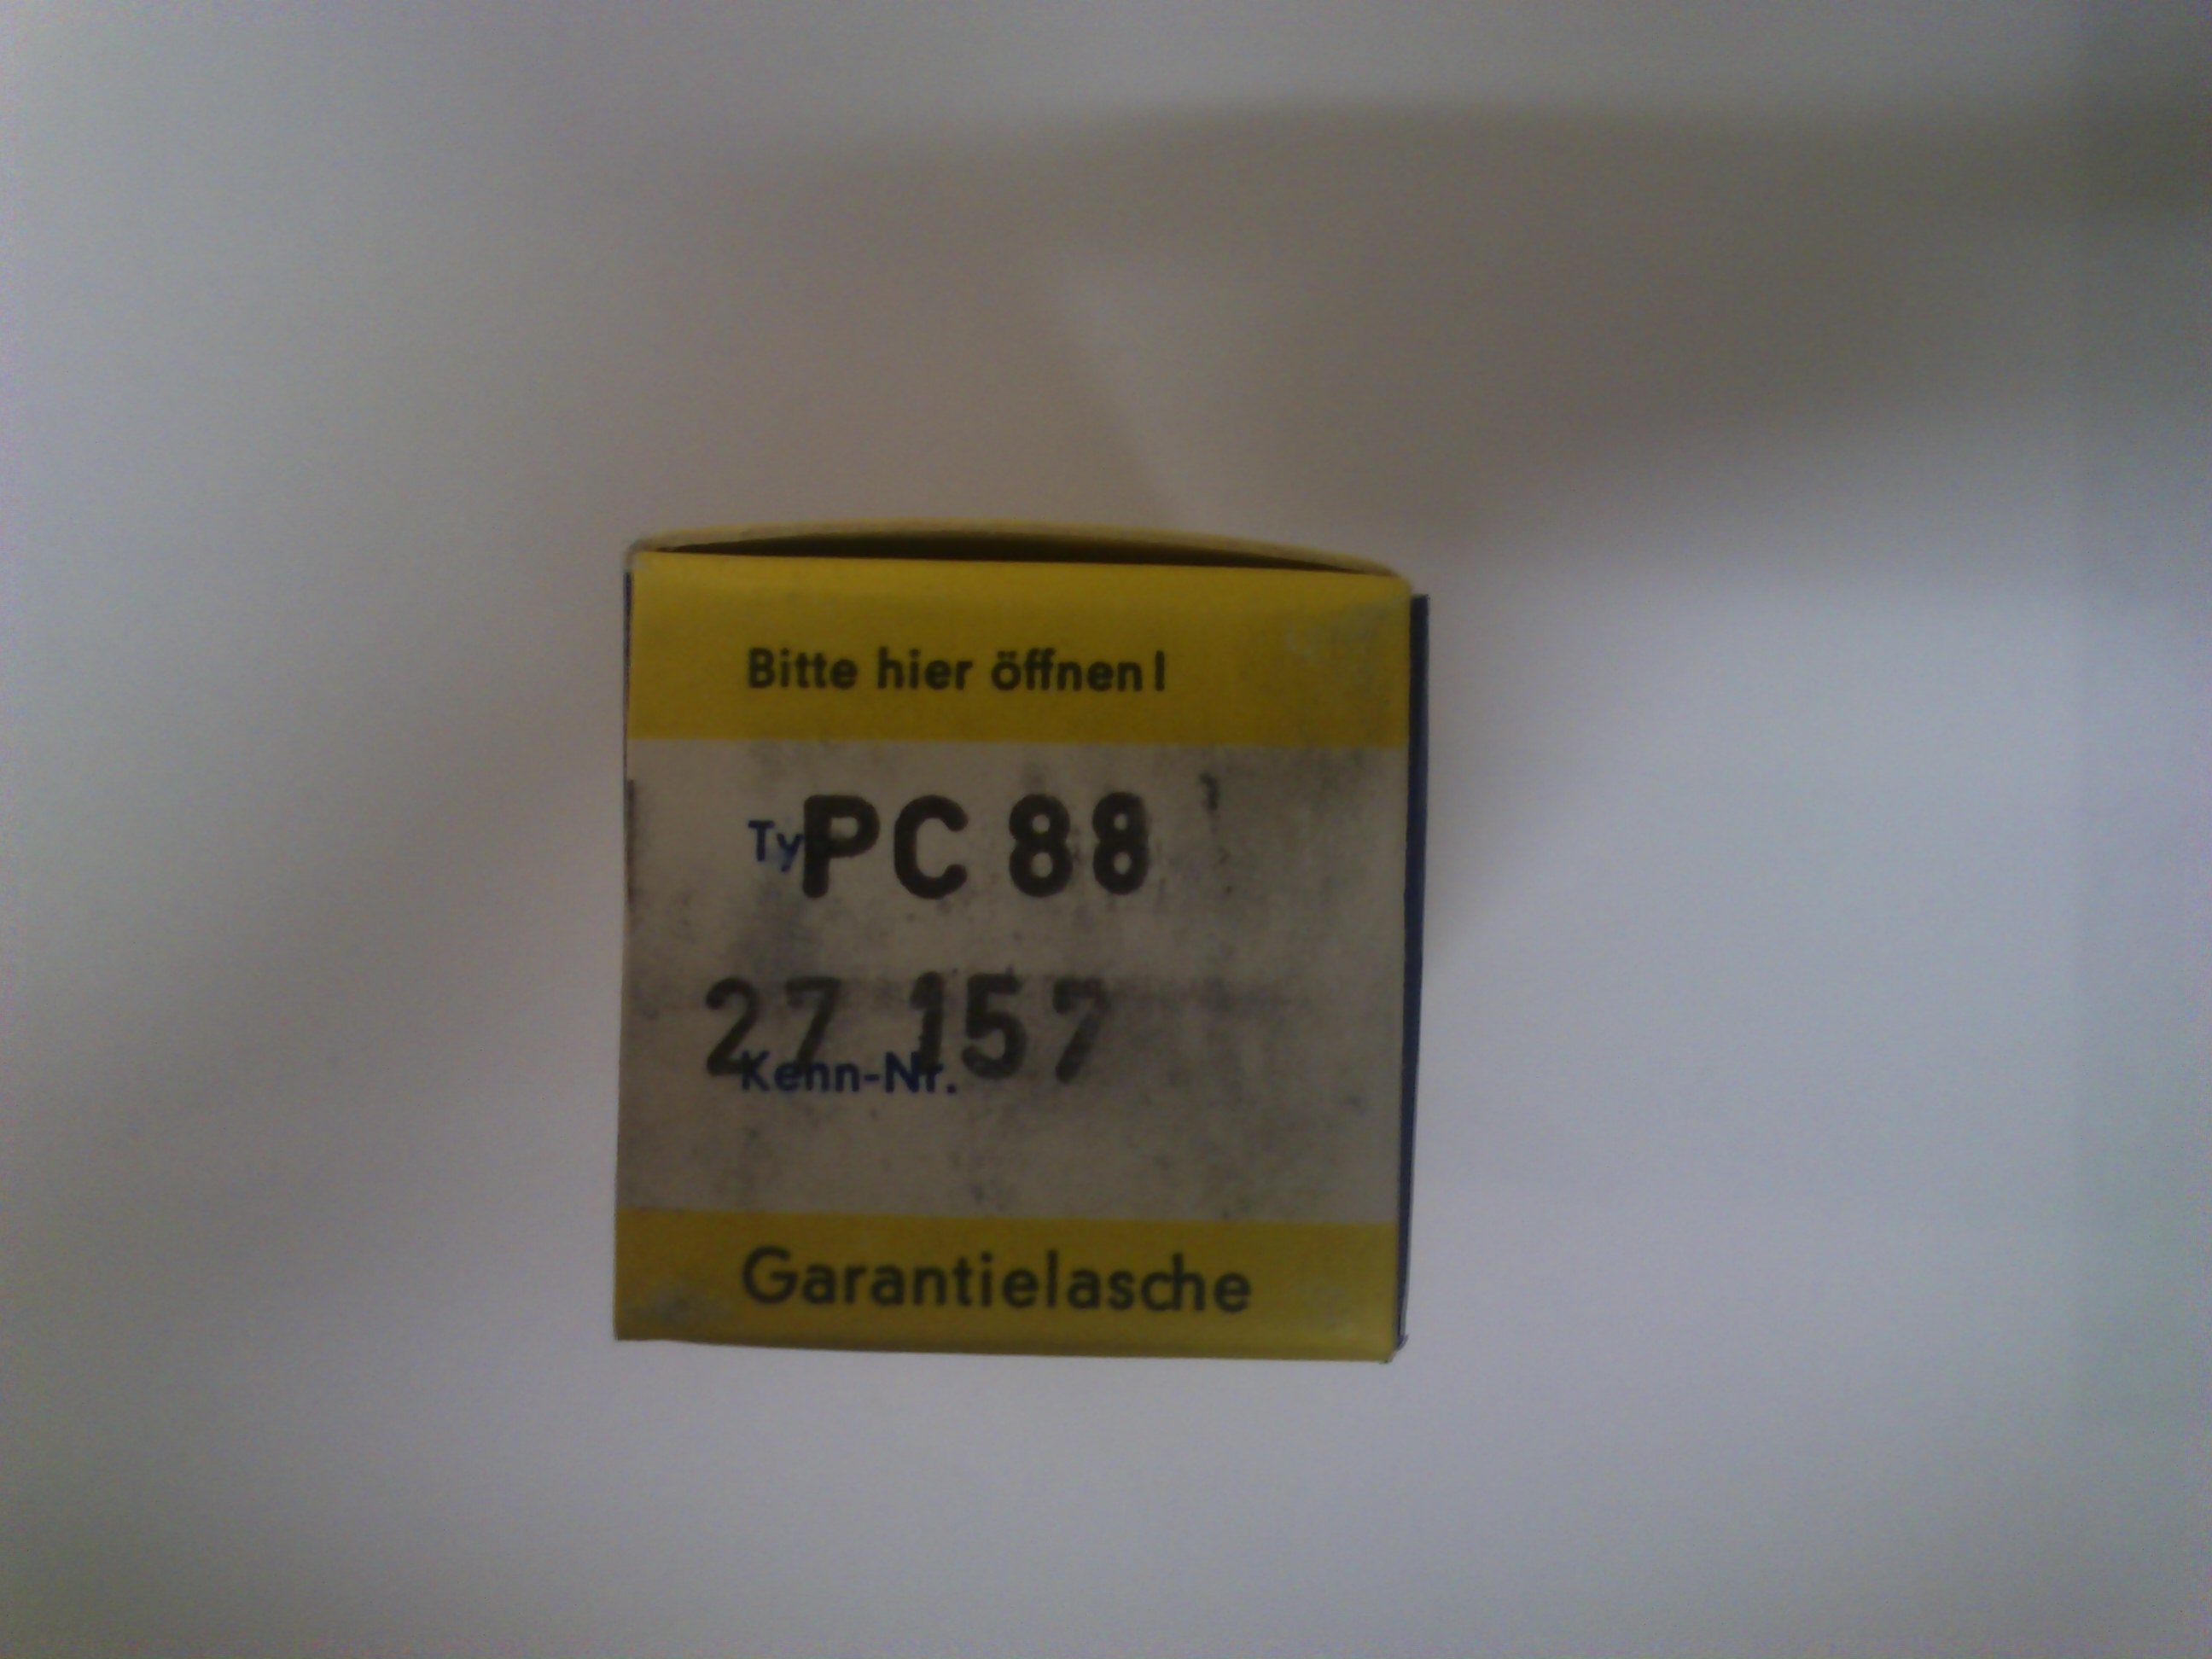 Bitte hier öffnen!
Typ PC 88
27 157
Kenn-Nr.
Garantielasche